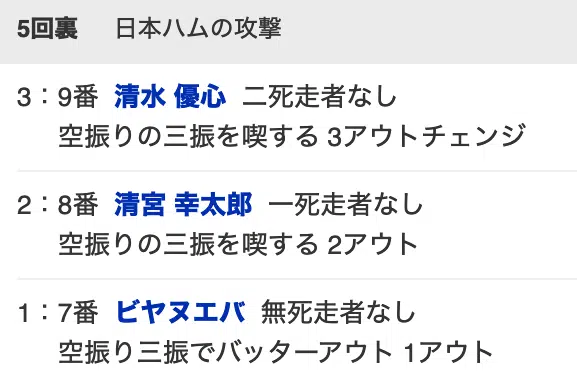 5回裏 日本ハムの攻撃
3：9番 清水 優心 二死走者なし
空振りの三振を喫する 3アウトチェンジ
2：8番 清宮 幸太郎 一死走者なし
空振りの三振を喫する 2アウト
1：7番 ビヤヌエバ 無死走者なし
空振り三振でバッターアウト 1アウト